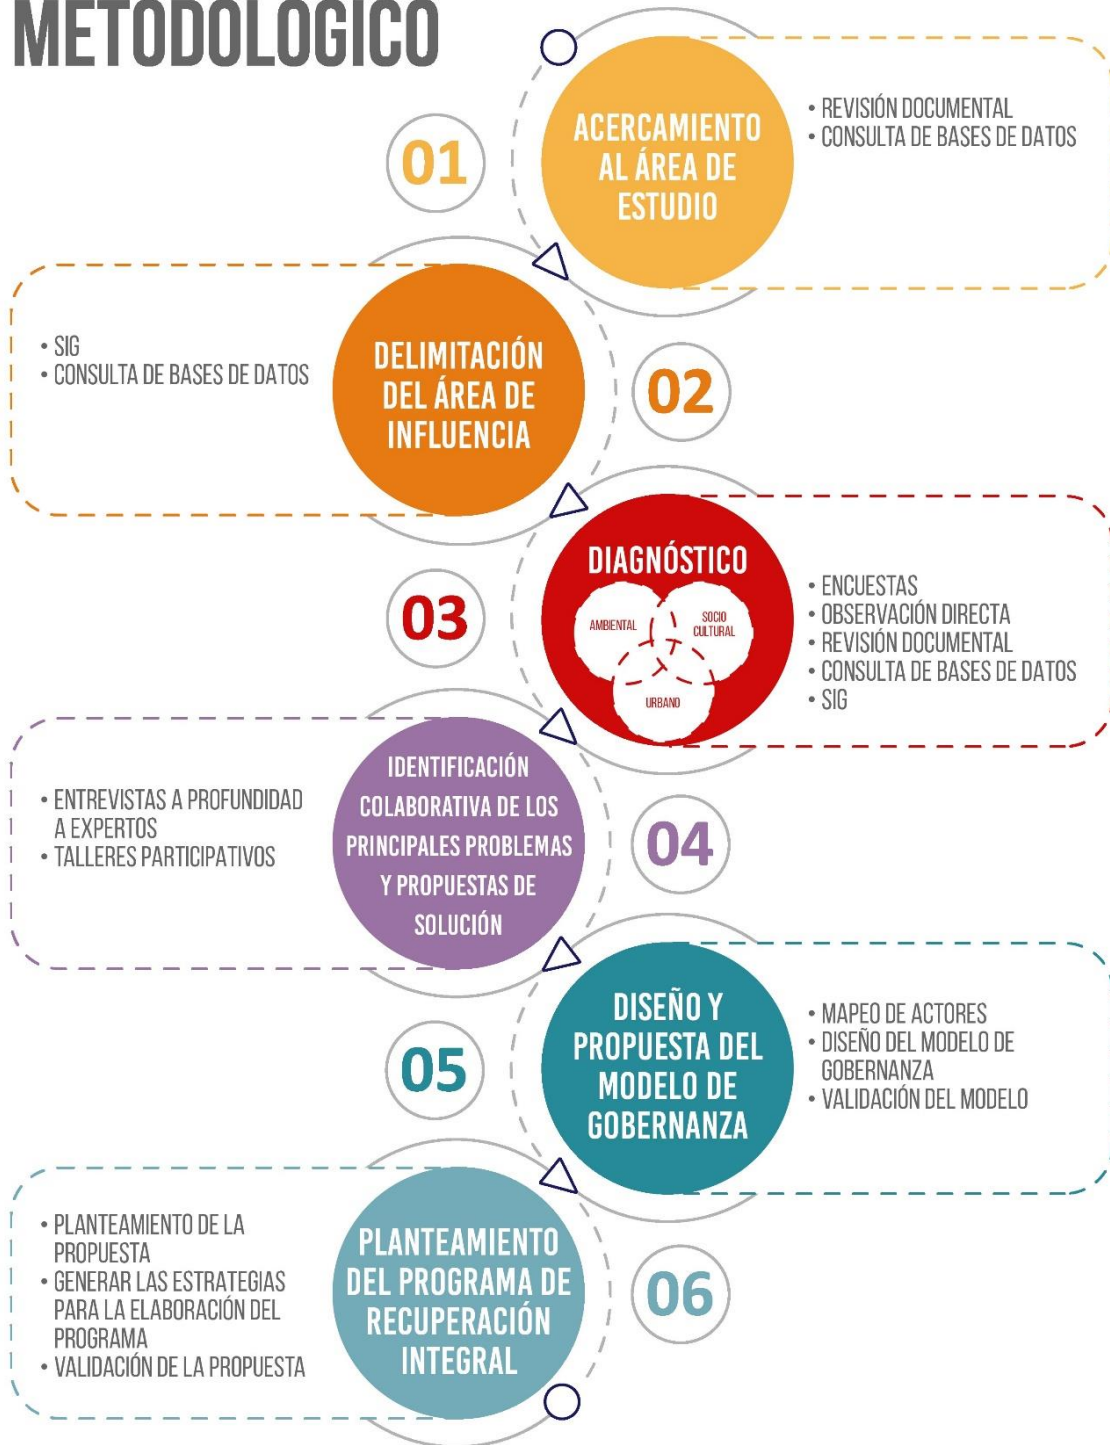 METODOLÓGICO
01
ACERCAMIENTO
AL ÁREA DE
ESTUDIO
• REVISIÓN DOCUMENTAL
• CONSULTA DE BASES DE DATOS
• SIG
• CONSULTA DE BASES DE DATOS
DELIMITACIÓN
DEL ÁREA DE
INFLUENCIA
02
03
DIAGNÓSTICO
AMBIENTAL
SOCIO
CULTURAL
URBANO
• ENCUESTAS
• OBSERVACIÓN DIRECTA
• REVISIÓN DOCUMENTAL
• CONSULTA DE BASES DE DATOS
• SIG
• ENTREVISTAS A PROFUNDIDAD
A EXPERTOS
• TALLERES PARTICIPATIVOS
IDENTIFICACIÓN
COLABORATIVA DE LOS
PRINCIPALES PROBLEMAS
Y PROPUESTAS DE
SOLUCIÓN
04
05
DISEÑO Y
PROPUESTA DEL
MODELO DE
GOBERNANZA
• MAPEO DE ACTORES
• DISEÑO DEL MODELO DE
GOBERNANZA
• VALIDACIÓN DEL MODELO
• PLANTEAMIENTO DE LA
PROPUESTA
• GENERAR LAS ESTRATEGIAS
PARA LA ELABORACIÓN DEL
PROGRAMA
• VALIDACIÓN DE LA PROPUESTA
PLANTEAMIENTO
DEL PROGRAMA DE
RECUPERACIÓN
INTEGRAL
06